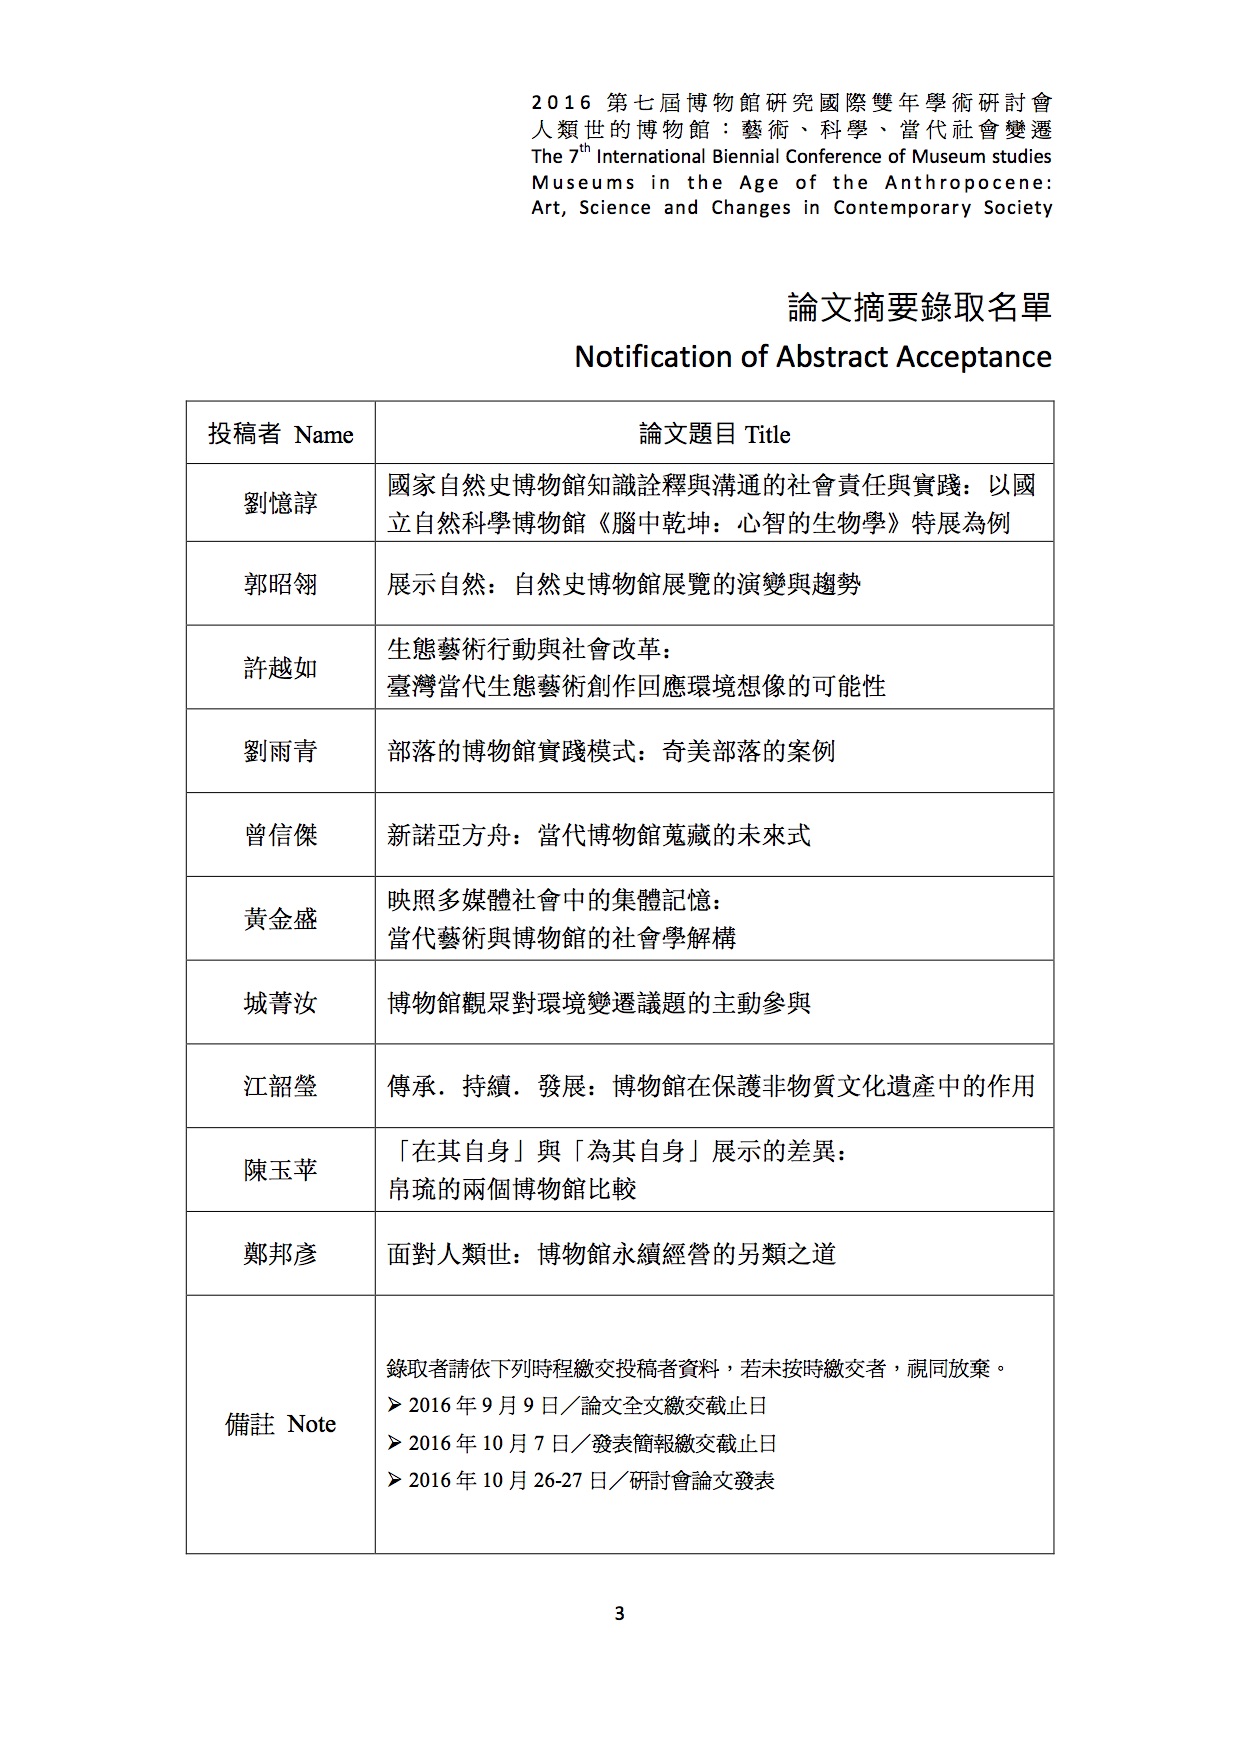 2016 第七屆博物館研究國際雙年學術研討會
人類世的博物館：藝術、科學、當代社會變遷
The 7th International Biennial Conference of Museum studies
Museums in the Age of the Anthropocene:
Art, Science and Changes in Contemporary Society
論文摘要錄取名單
Notification of Abstract Acceptance
投稿者 Name
論文題目 Title
劉憶諄
國家自然史博物館知識詮釋與溝通的社會責任與實踐：以國
立自然科學博物館《腦中乾坤：心智的生物學》特展為例
郭昭翎
展示自然：自然史博物館展覽的演變與趨勢
許越如
生態藝術行動與社會改革：
臺灣當代生態藝術創作回應環境想像的可能性
劉雨青
部落的博物館實踐模式：奇美部落的案例
曾信傑
新諾亞方舟：當代博物館蒐藏的未來式
黃金盛
映照多媒體社會中的集體記憶：
當代藝術與博物館的社會學解構
城菁汝
博物館觀眾對環境變遷議題的主動參與
江韶瑩
傳承．持續．發展：博物館在保護非物質文化遺產中的作用
陳玉苹
「在其自身」與「為其自身」展示的差異：
帛琉的兩個博物館比較
鄭邦彥
面對人類世：博物館永續經營的另類之道
備註 Note
錄取者請依下列時程繳交投稿者資料，若未按時繳交者，視同放棄。
➢ 2016 年 9 月 9 日／論文全文繳交截止日
➢ 2016 年 10 月 7 日／發表簡報繳交截止日
➢ 2016 年 10 月 26-27 日／研討會論文發表
3